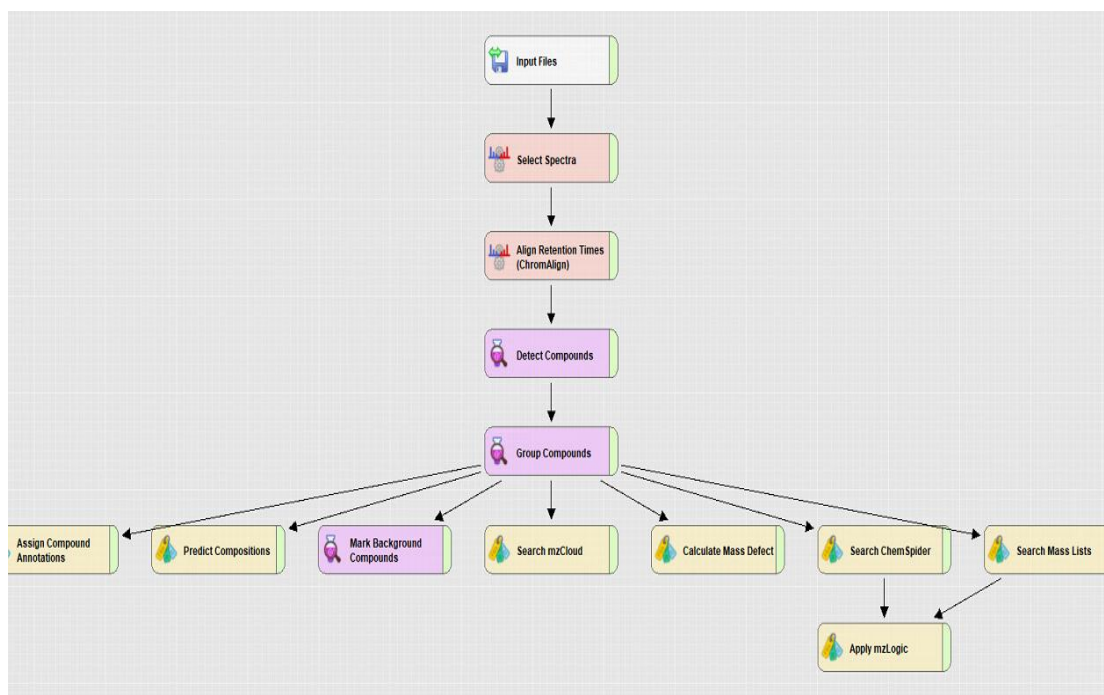 Input Files
Select Spectra
Align Retention Times
(ChromAlign)
Detect Compounds
Group Compounds
Assign Compound
Annotations
Predict Compositions
Mark Background
Compounds
Search mzCloud
Calculate Mass Defect
Search ChemSpider
Search Mass Lists
Apply mzLogic